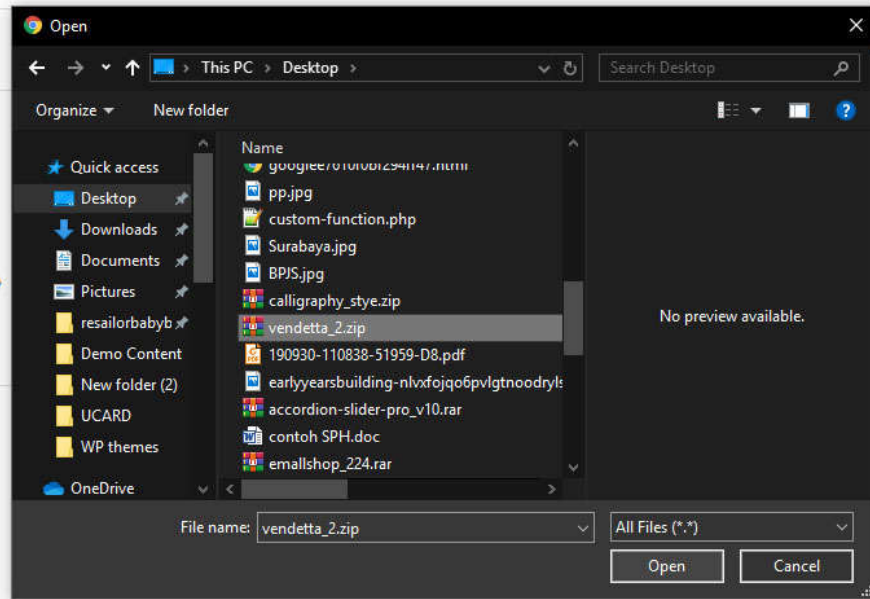 Open
This PC > Desktop >
Search Desktop
Organize
New folder
Quick access
Desktop
Downloads
Documents
Pictures
resailorbabyb
Demo Content
New folder (2)
UCARD
WP themes
OneDrive
Name
pp.jpg
custom-function.php
Surabaya.jpg
BPJS.jpg
calligraphy_stye.zip
vendetta_2.zip
190930-110838-51959-D8.pdf
accordion-slider-pro_v10.rar
contoh SPH.doc
emallshop_224.rar
No preview available.
File name: vendetta_2.zip
All Files (*.*)
Open
Cancel